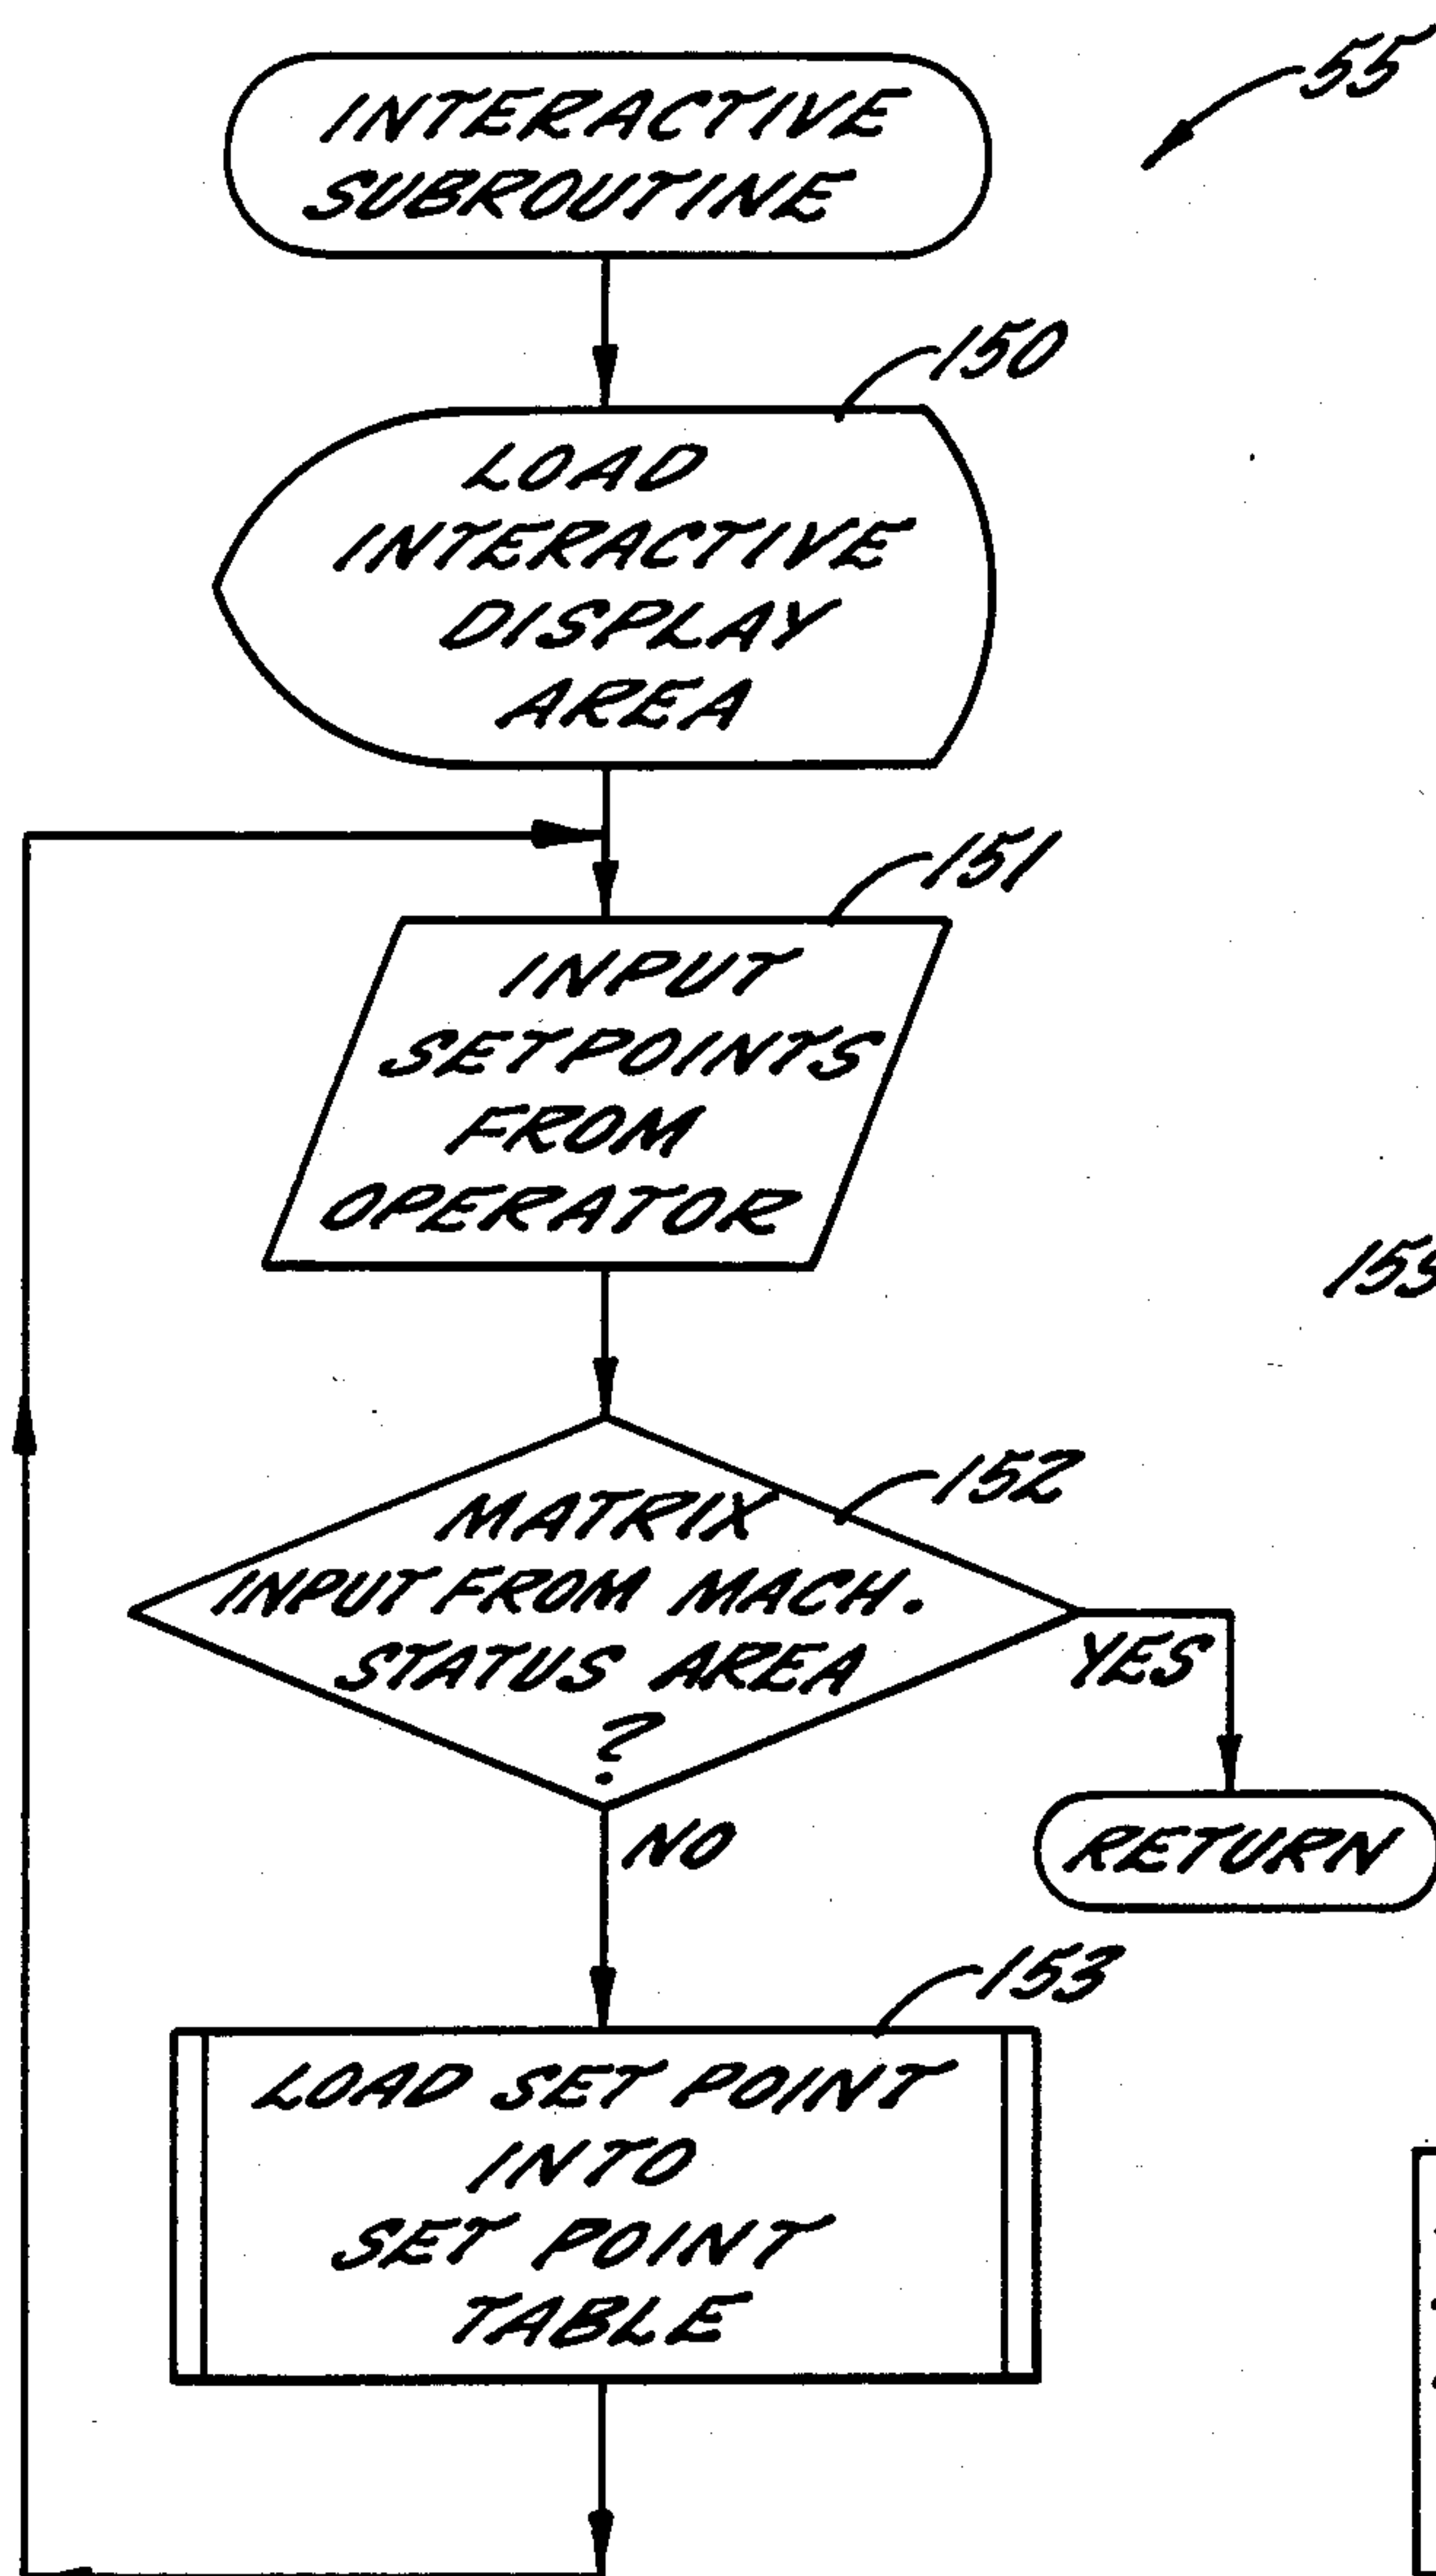 INTERACTIVE
SUBROUTINE
55
150
LOAD
INTERACTIVE
DISPLAY
AREA
151
INPUT
SETPOINTS
FROM
OPERATOR
152
MATRIX
INPUT FROM MACH.
STATUS AREA
?
YES
RETURN
NO
153
LOAD SET POINT
INTO
SET POINT
TABLE